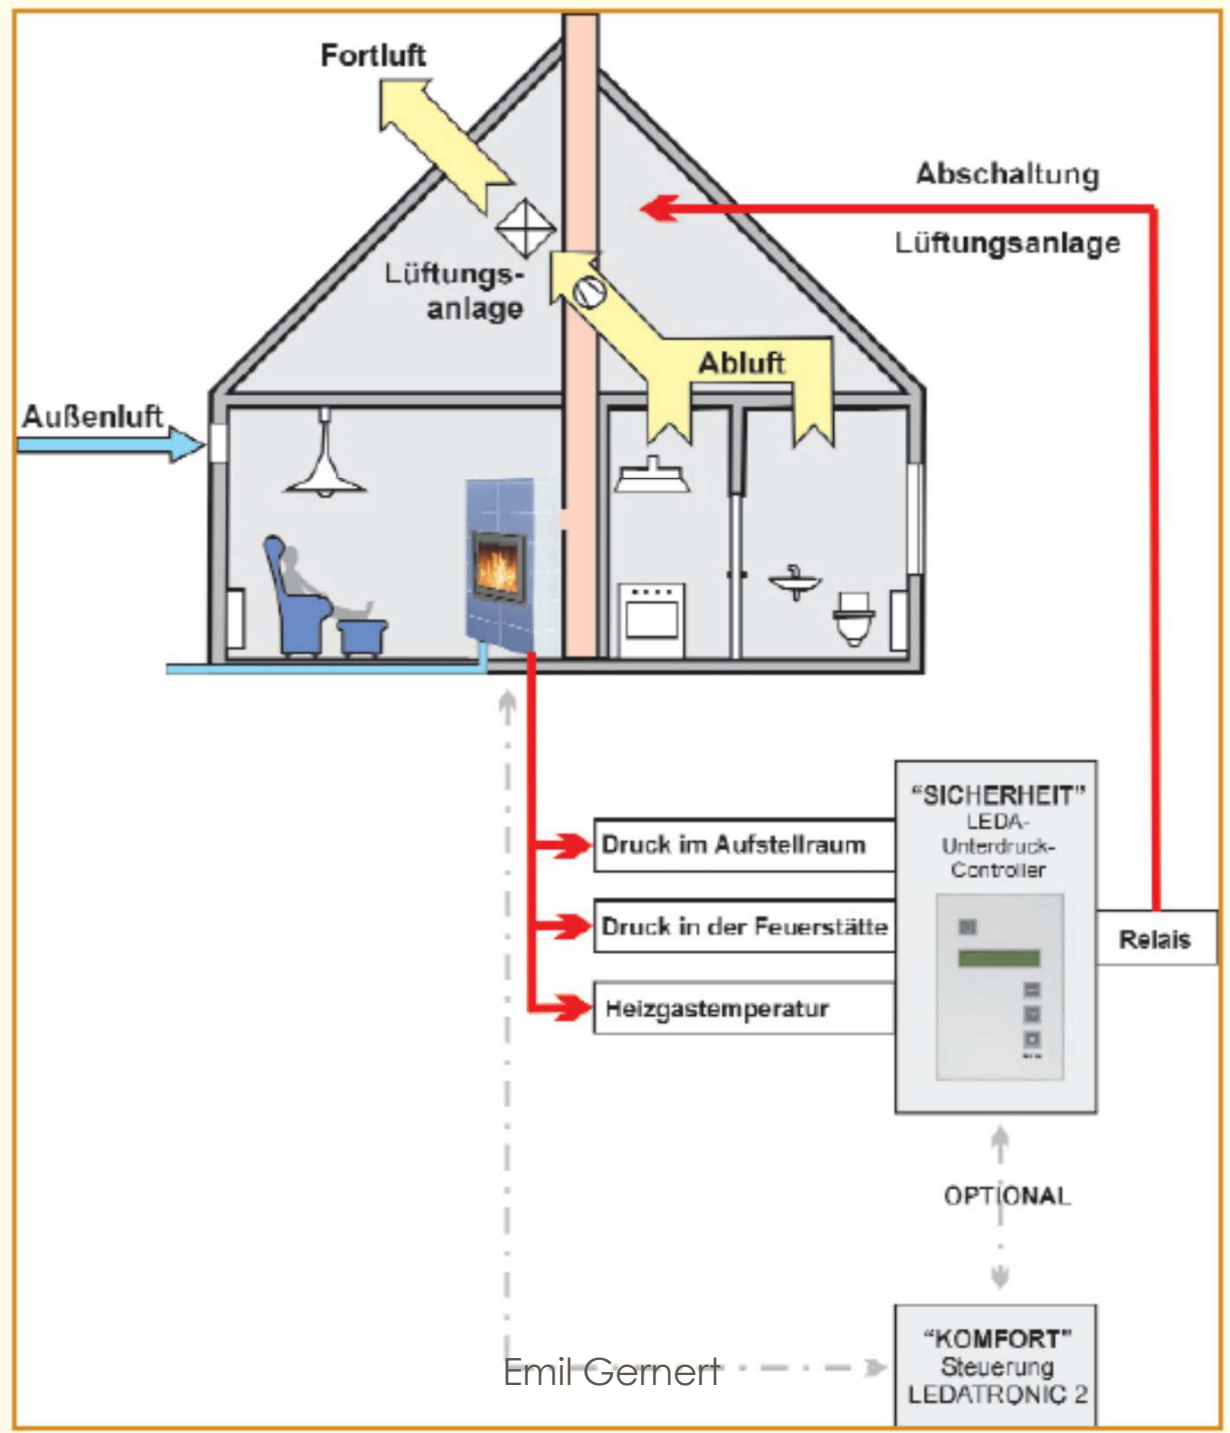 Fortluft
Abschaltung
Lüftungsanlage
Lüftungs-
anlage
Abluft
Außenluft
"SICHERHEIT"
LEDA-
Unterdruck-
Controller
Druck im Aufstellraum
Druck in der Feuerstätte
Relais
Heizgastemperatur
OPTIONAL
"KOMFORT"
Steuerung
LEDATRONIC 2
Emil Gernert